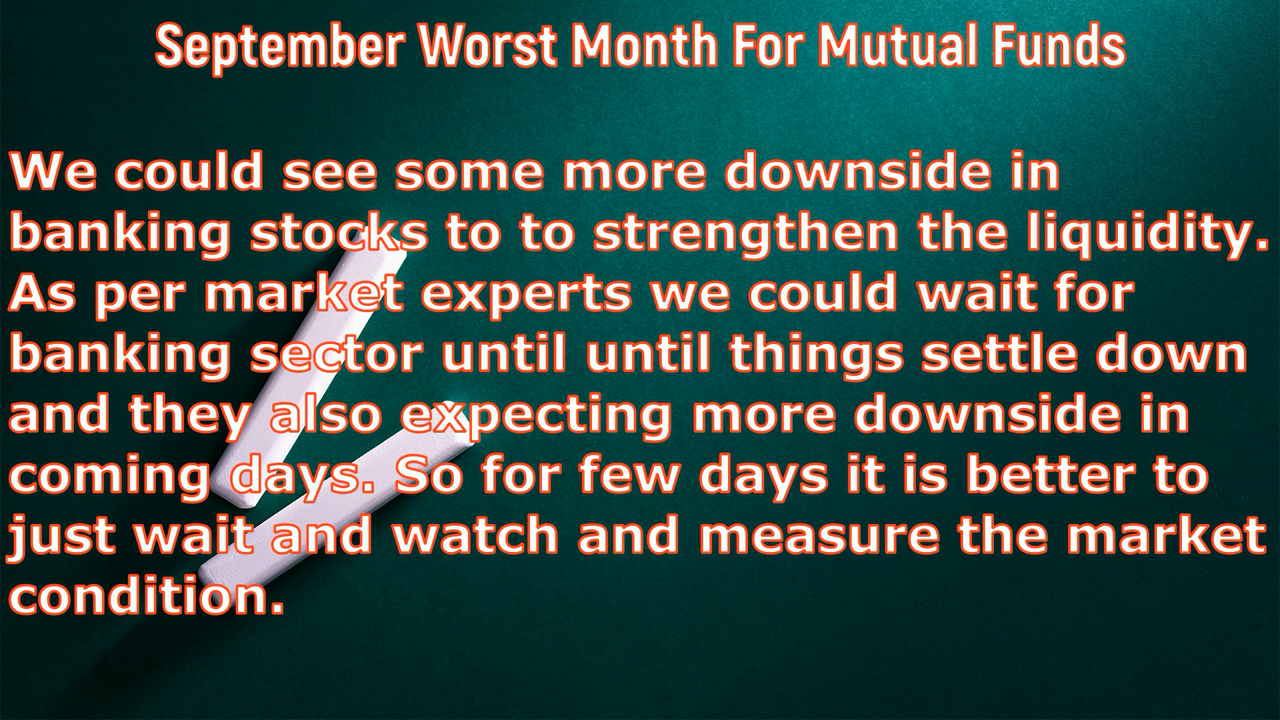 September Worst Month For Mutual Funds
We could see some more downside in
banking stocks to to strengthen the liquidity.
As per market experts we could wait for
banking sector until until things settle down
and they also expecting more downside in
coming days. So for few days it is better to
just wait and watch and measure the market
condition.